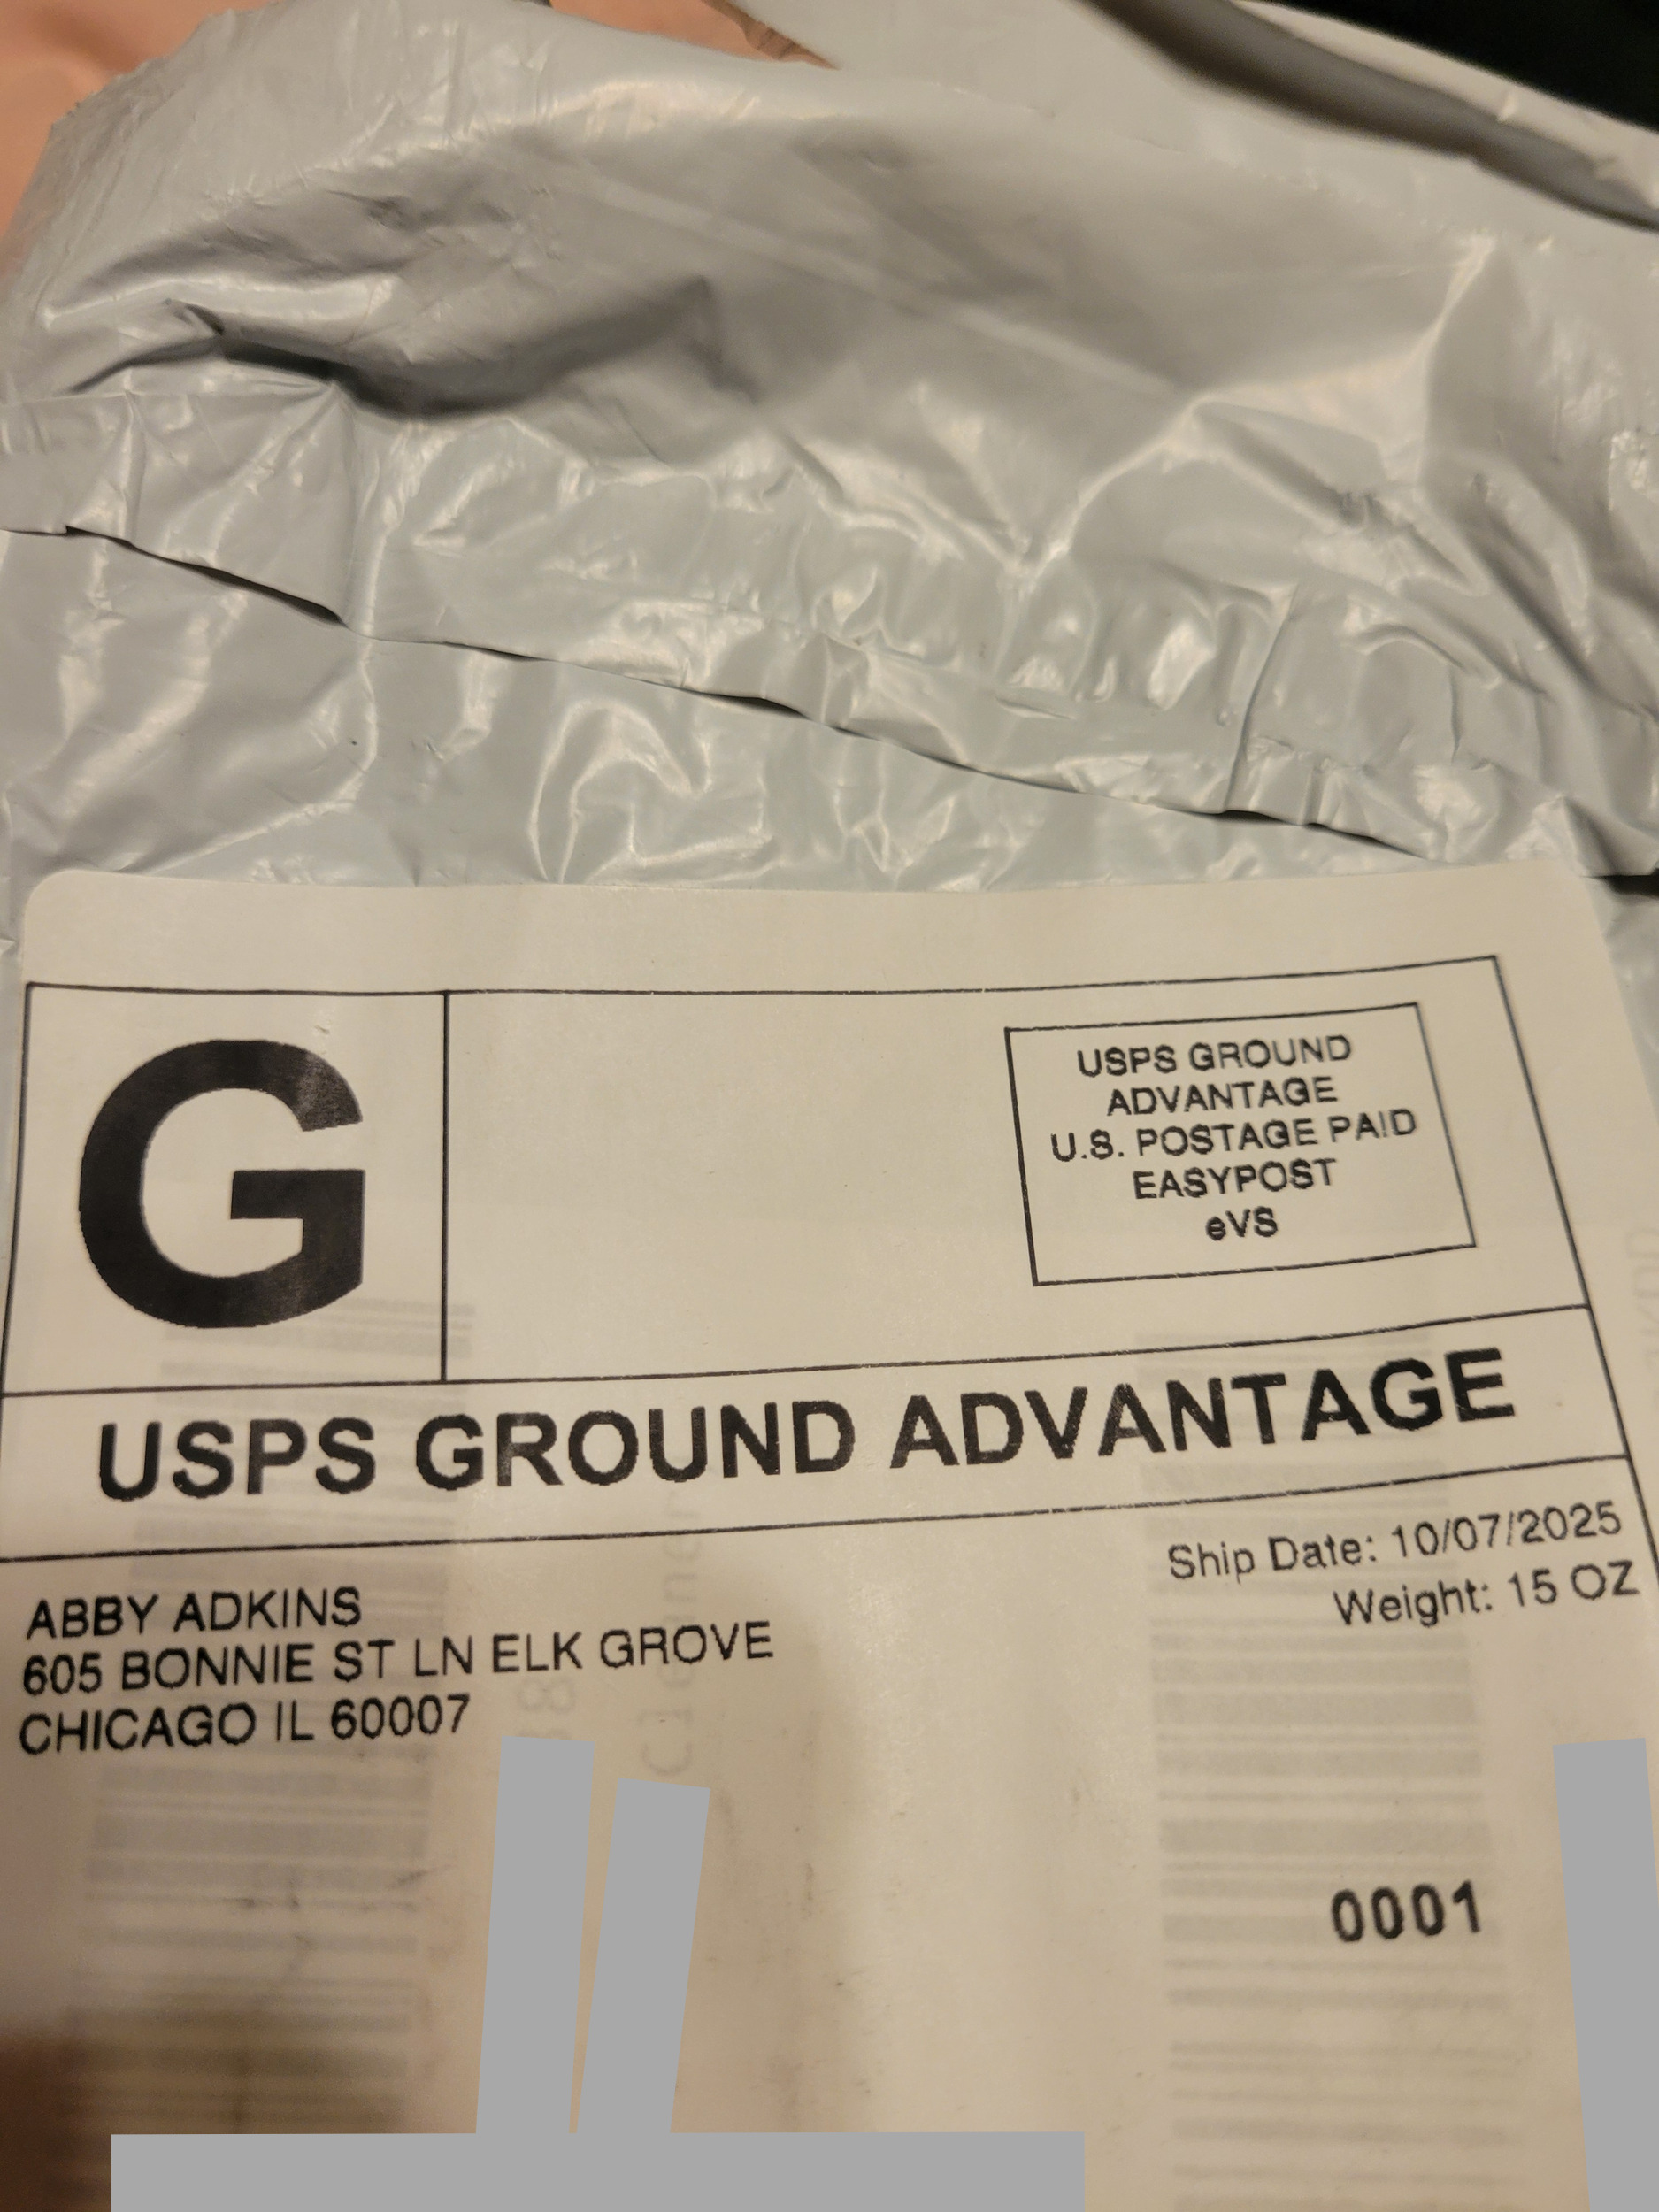 G
USPS GROUND
ADVANTAGE
U.S. POSTAGE PAID
EASYPOST
eVS
USPS GROUND ADVANTAGE
Ship Date: 10/07/2025
Weight: 15 OZ
ABBY ADKINS
605 BONNIE ST LN ELK GROVE
CHICAGO IL 60007
0001